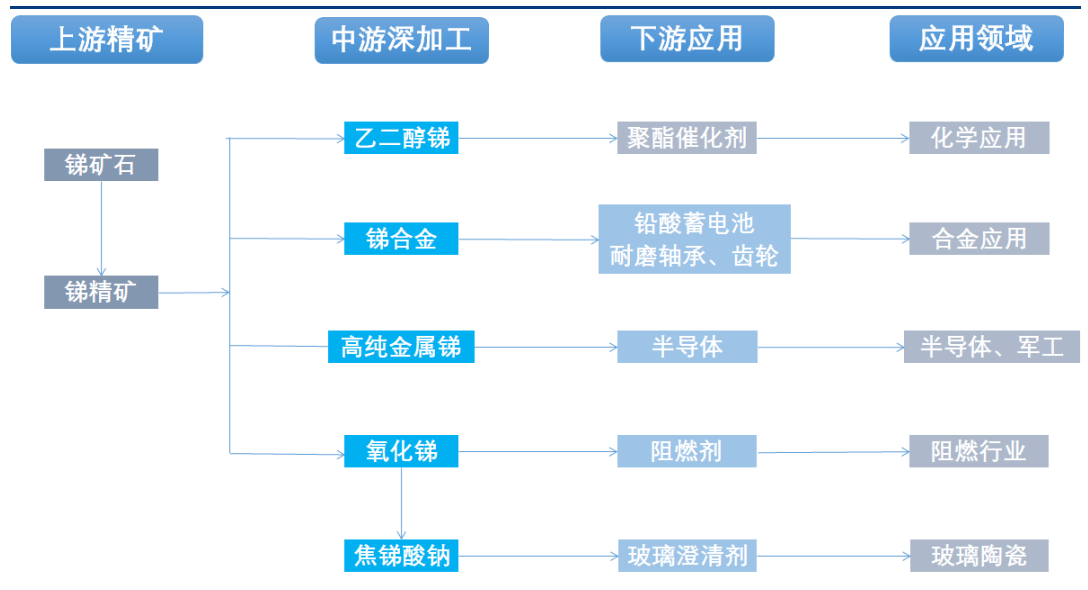 上游精矿
中游深加工
下游应用
应用领域
乙二醇锑
聚酯催化剂
化学应用
锑矿石
锑合金
铅酸蓄电池
耐磨轴承、齿轮
合金应用
锑精矿
高纯金属锑
半导体
半导体、军工
氧化锑
阻燃剂
阻燃行业
焦锑酸钠
玻璃澄清剂
玻璃陶瓷